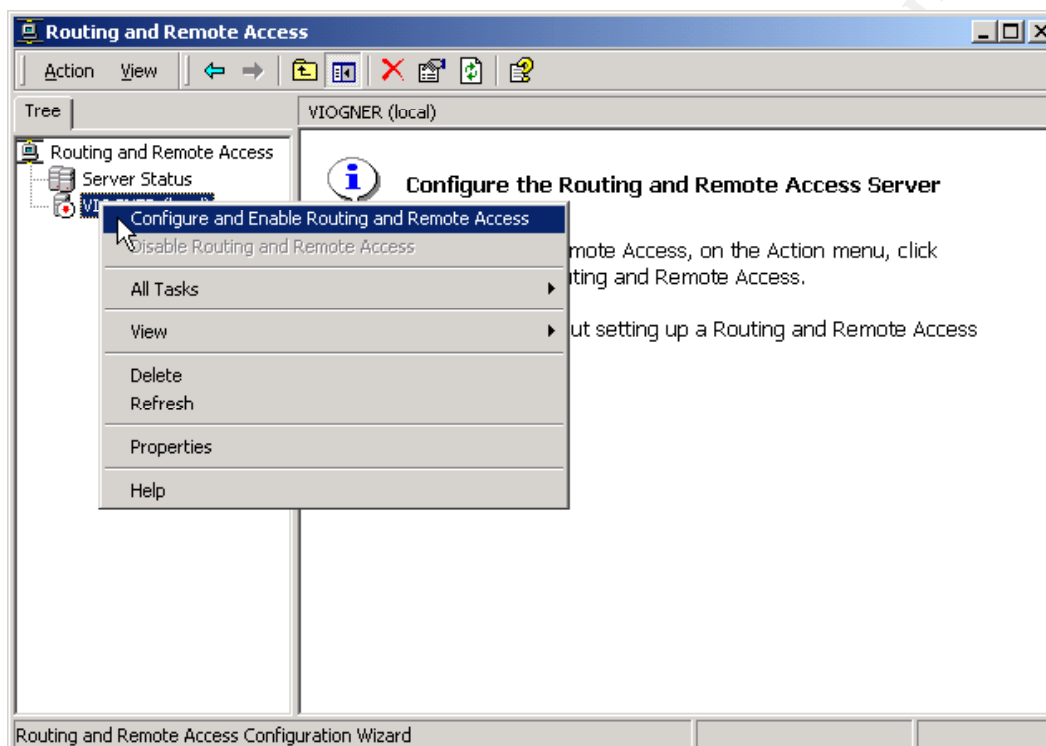 Routing and Remote Access
Action View
Tree
VIOGNER (local)
Routing and Remote Access
Server Status
Configure the Routing and Remote Access Server
Configure and Enable Routing and Remote Access
Disable Routing and Remote Access
mote Access, on the Action menu, click
ting and Remote Access.
All Tasks
View
ut setting up a Routing and Remote Access
Delete
Refresh
Properties
Help
Routing and Remote Access Configuration Wizard